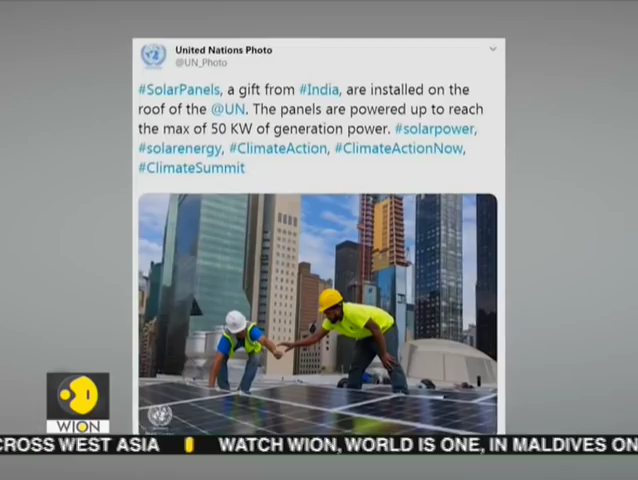 United Nations Photo
@UN_Photo
#SolarPanels, a gift from #India, are installed on the
roof of the @UN. The panels are powered up to reach
the max of 50 KW of generation power. #solarpower,
#solarenergy, #ClimateAction, #ClimateActionNow,
#ClimateSummit
WION
CROSS WEST ASIA WATCH WION, WORLD IS ONE, IN MALDIVES ON